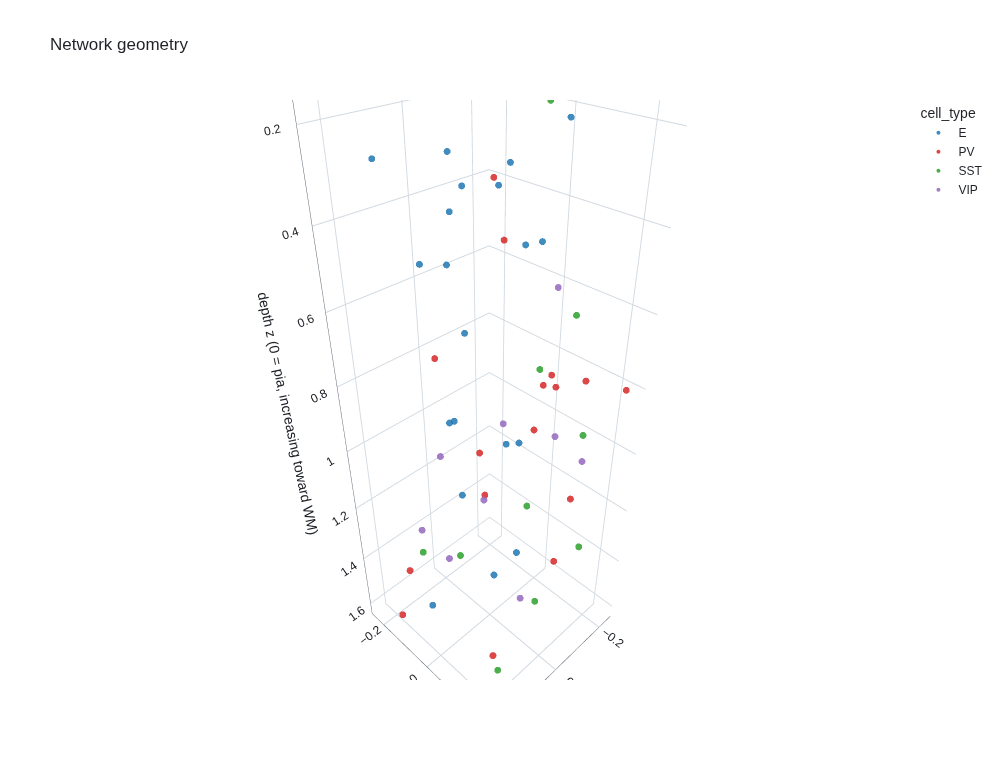 Network geometry
cell_type
E
PV
SST
VIP
0.2
0.4
0.6
0.8
1
1.2
1.4
1.6
depth z (0 = pia, increasing toward WM)
−0.2
−0.2
0